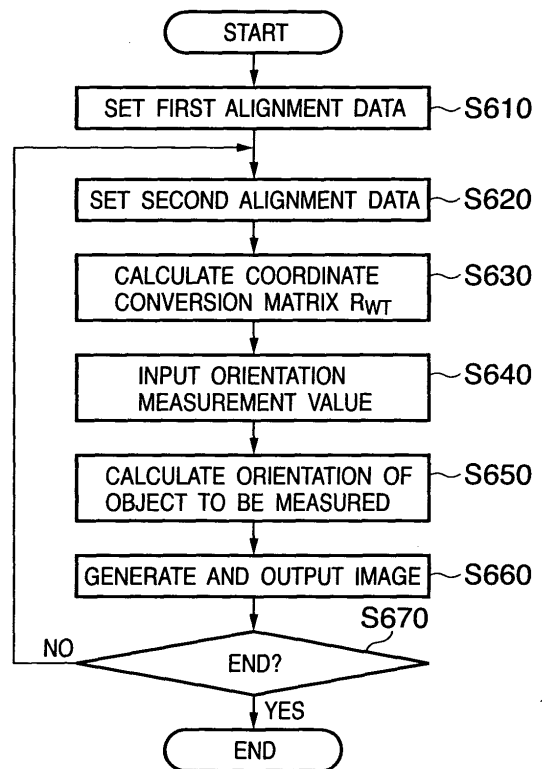 START
SET FIRST ALIGNMENT DATA
S610
SET SECOND ALIGNMENT DATA
S620
CALCULATE COORDINATE
CONVERSION MATRIX RWT
S630
INPUT ORIENTATION
MEASUREMENT VALUE
S640
CALCULATE ORIENTATION OF
OBJECT TO BE MEASURED
S650
GENERATE AND OUTPUT IMAGE
S660
S670
NO
END?
YES
END